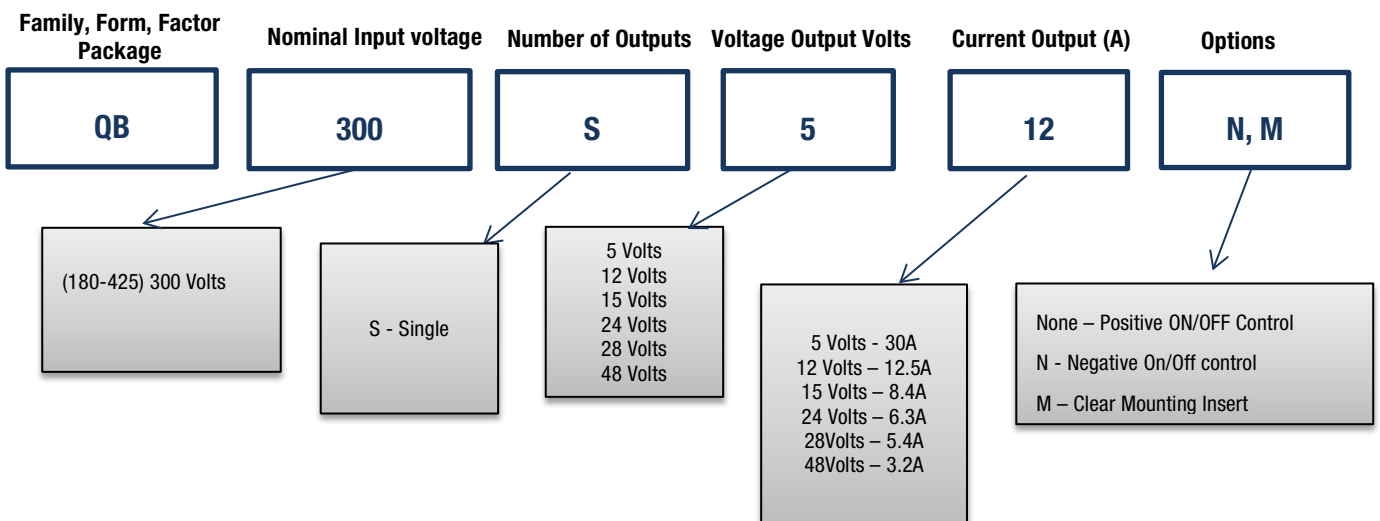 Family, Form, Factor
Package
Nominal Input voltage
Number of Outputs
Voltage Output Volts
Current Output (A)
Options
QB
300
S
5
12
N, M
(180-425) 300 Volts
S - Single
5 Volts
12 Volts
15 Volts
24 Volts
28 Volts
48 Volts
5 Volts - 30A
12 Volts – 12.5A
15 Volts – 8.4A
24 Volts – 6.3A
28Volts – 5.4A
48Volts – 3.2A
None – Positive ON/OFF Control
N - Negative On/Off control
M – Clear Mounting Insert